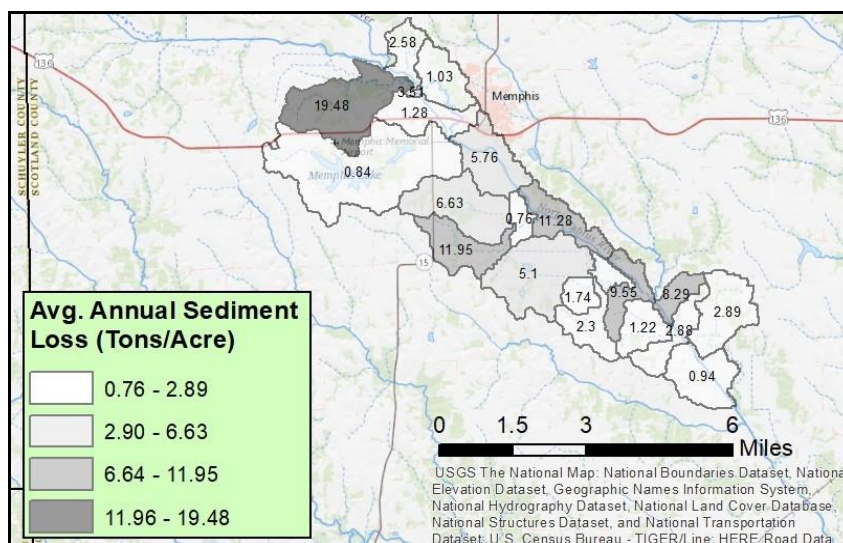 2.58
136
1.03
3.51
Memphis
19.48
1.28
136
SCHUYLER COUNTY
SCOTLAND COUNTY
Memphis Memorial
Airport
5.76
0.84
Memphis Lake
6.63
0.76
11.28
11.95
15
5.1
9.55
8.29
1.74
2.89
2.3
1.22
2.88
0.94
Avg. Annual Sediment
Loss (Tons/Acre)
0.76 - 2.89
2.90 - 6.63
6.64 - 11.95
11.96 - 19.48
0 1.5 3 6
Miles
USGS The National Map: National Boundaries Dataset, National
Elevation Dataset, Geographic Names Information System,
National Hydrography Dataset, National Land Cover Database,
National Structures Dataset, and National Transportation
Dataset; U.S. Census Bureau - TIGER/Line; HERE Road Data